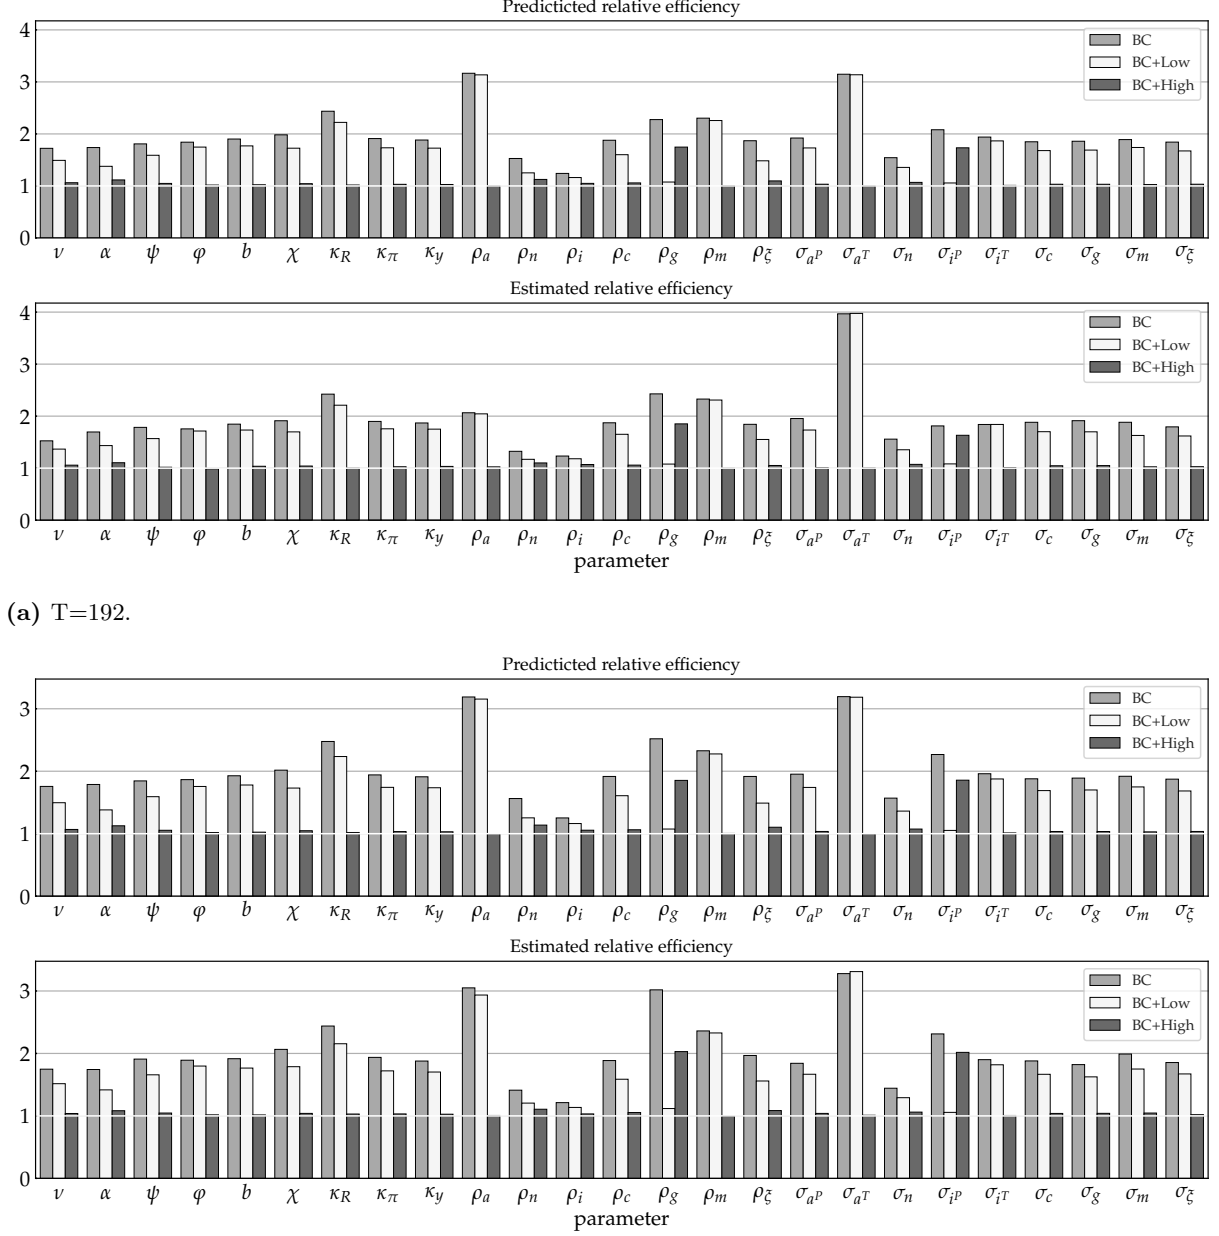 Predicticted relative efficiency
4
3
2
1
0
BC
BC+Low
BC+High
ν α ψ φ b χ κ_R κ_π κ_y ρ_a ρ_n ρ_i ρ_c ρ_g ρ_m ρ_ξ σ_{a^P} σ_{a^T} σ_n σ_{i^P} σ_{i^T} σ_c σ_g σ_m σ_ξ
Estimated relative efficiency
4
3
2
1
0
BC
BC+Low
BC+High
ν α ψ φ b χ κ_R κ_π κ_y ρ_a ρ_n ρ_i ρ_c ρ_g ρ_m ρ_ξ σ_{a^P} σ_{a^T} σ_n σ_{i^P} σ_{i^T} σ_c σ_g σ_m σ_ξ
parameter
(a) T=192.
Predicticted relative efficiency
3
2
1
0
BC
BC+Low
BC+High
ν α ψ φ b χ κ_R κ_π κ_y ρ_a ρ_n ρ_i ρ_c ρ_g ρ_m ρ_ξ σ_{a^P} σ_{a^T} σ_n σ_{i^P} σ_{i^T} σ_c σ_g σ_m σ_ξ
Estimated relative efficiency
3
2
1
0
BC
BC+Low
BC+High
ν α ψ φ b χ κ_R κ_π κ_y ρ_a ρ_n ρ_i ρ_c ρ_g ρ_m ρ_ξ σ_{a^P} σ_{a^T} σ_n σ_{i^P} σ_{i^T} σ_c σ_g σ_m σ_ξ
parameter